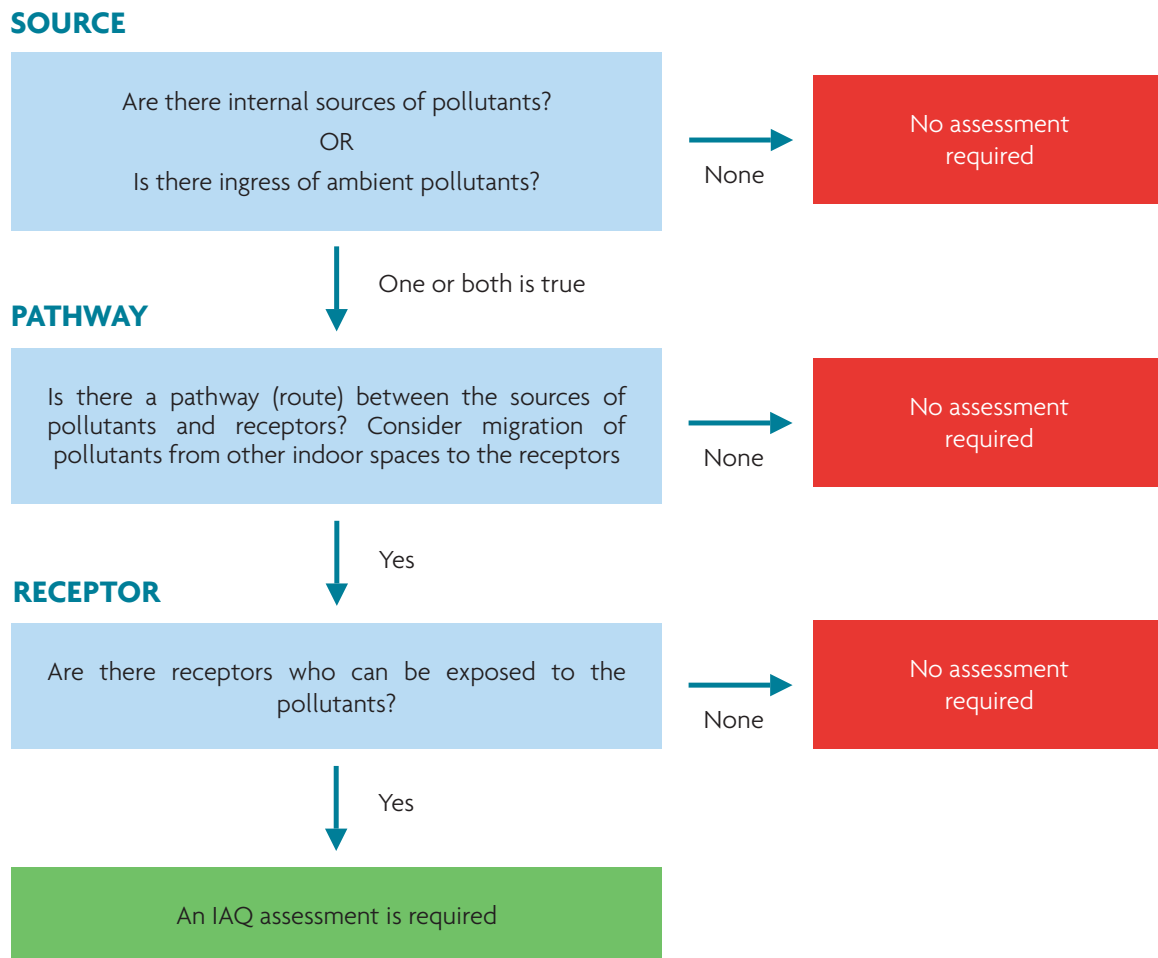 SOURCE
Are there internal sources of pollutants?
OR
Is there ingress of ambient pollutants?
None
No assessment
required
One or both is true
PATHWAY
Is there a pathway (route) between the sources of
pollutants and receptors? Consider migration of
pollutants from other indoor spaces to the receptors
None
No assessment
required
Yes
RECEPTOR
Are there receptors who can be exposed to the
pollutants?
None
No assessment
required
Yes
An IAQ assessment is required